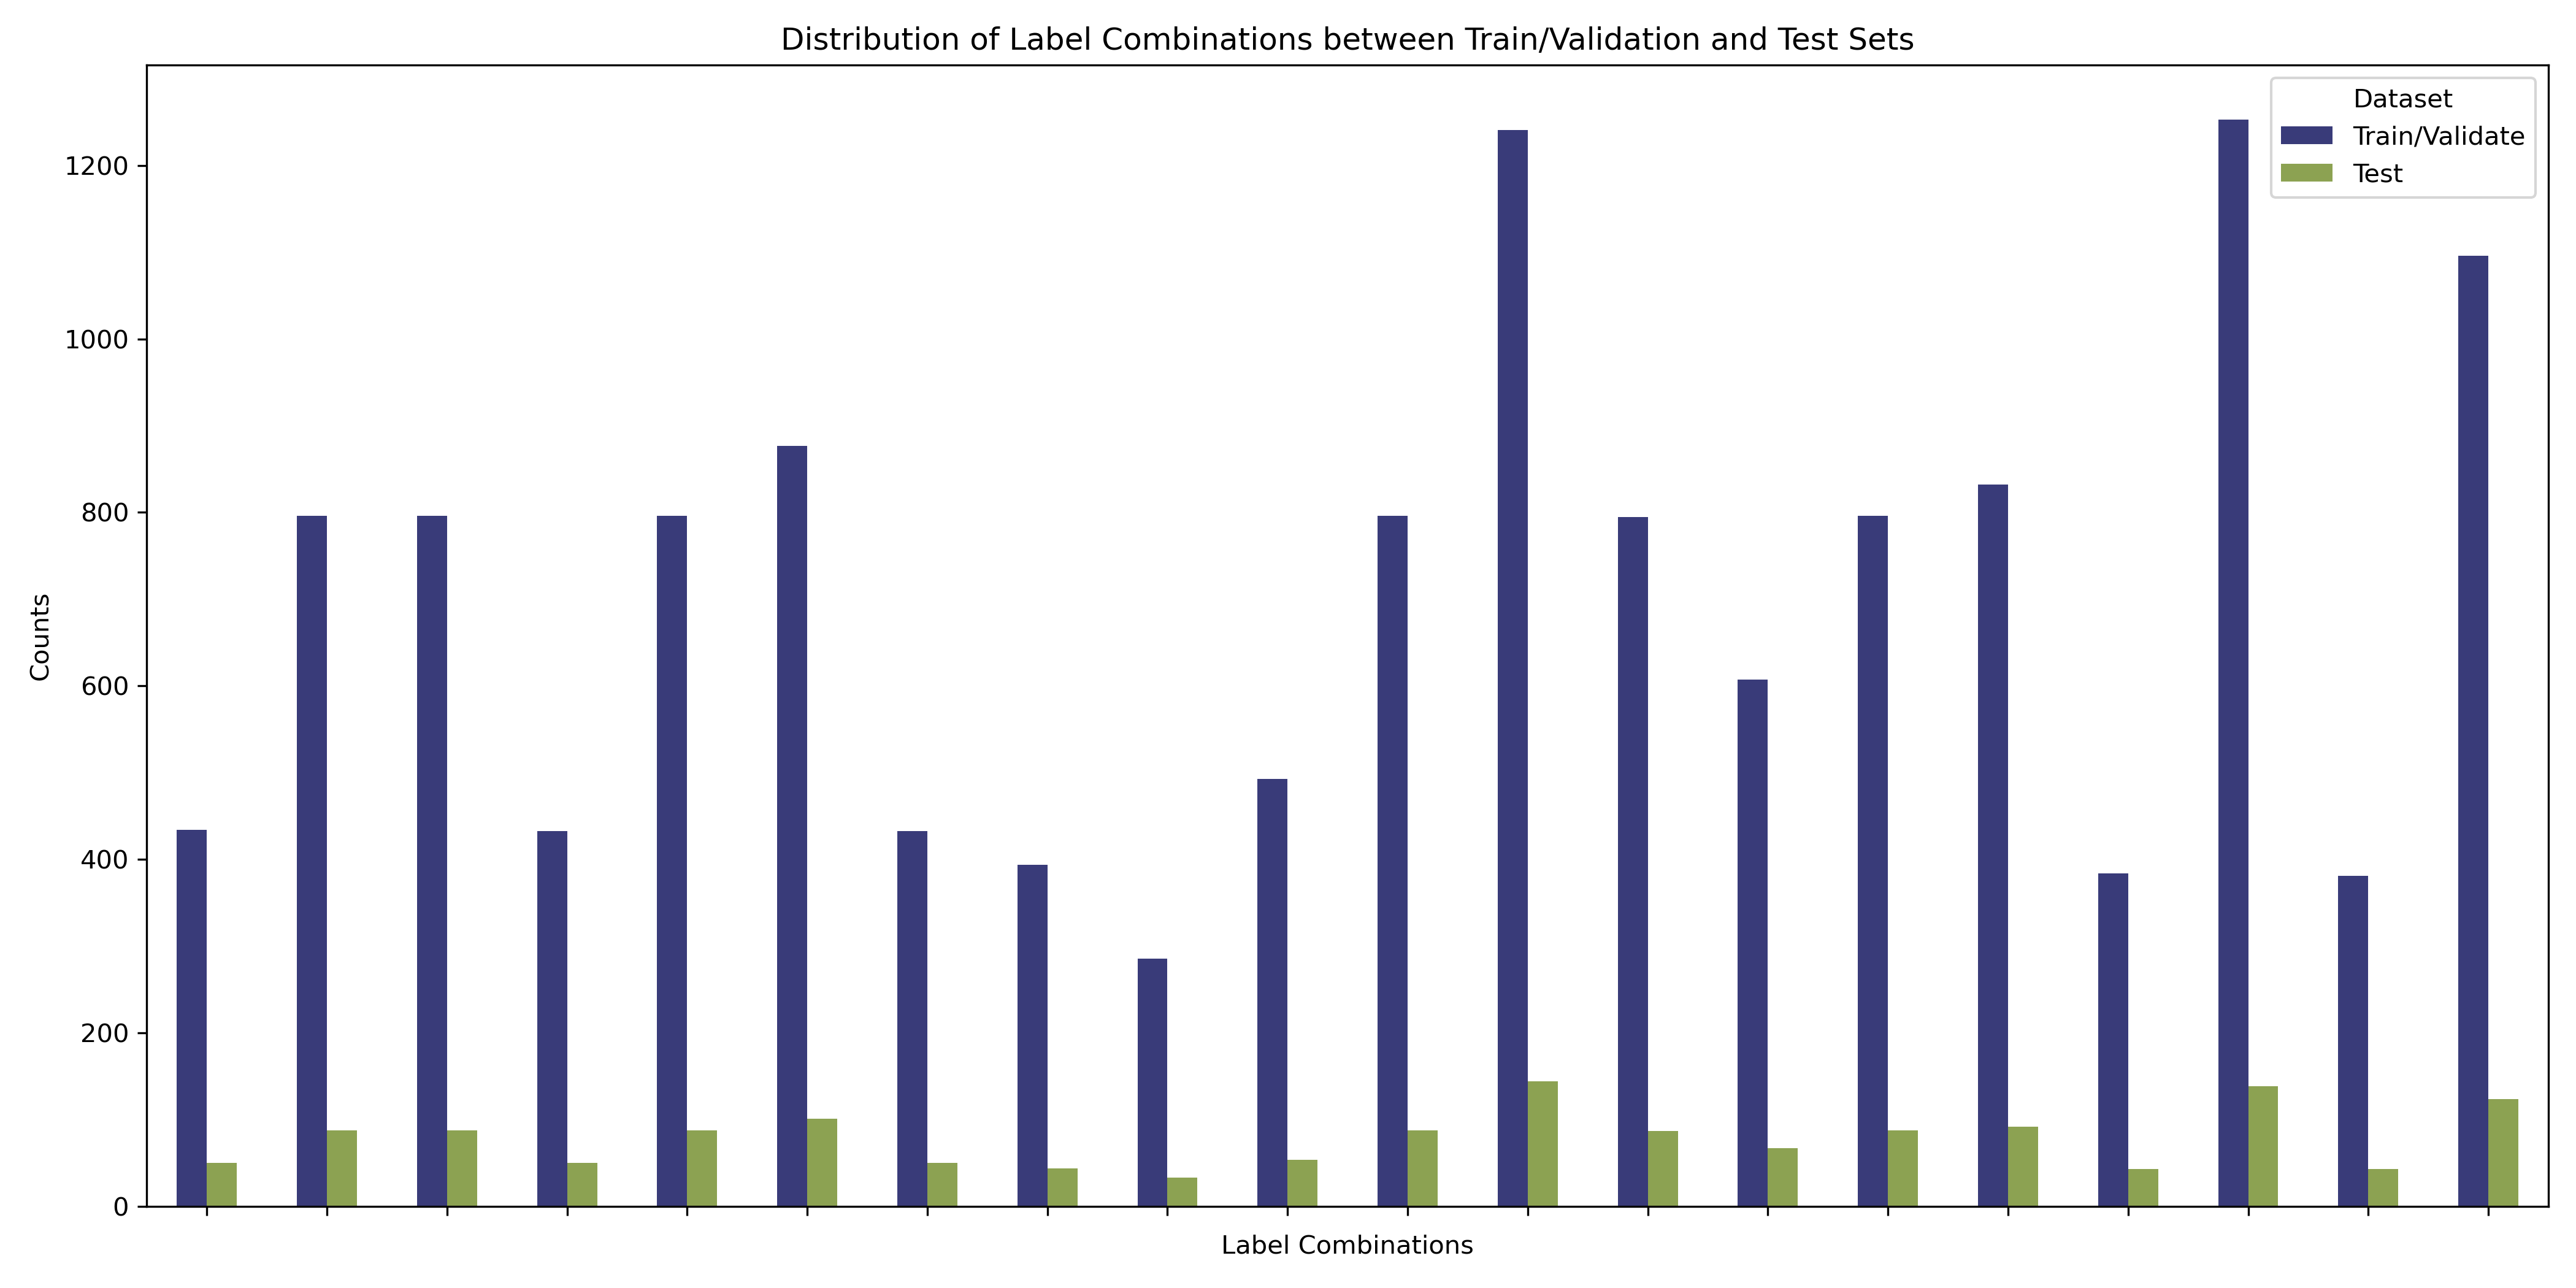 Distribution of Label Combinations between Train/Validation and Test Sets
Dataset
Train/Validate
Test
1200
1000
800
600
400
200
0
Counts
Label Combinations